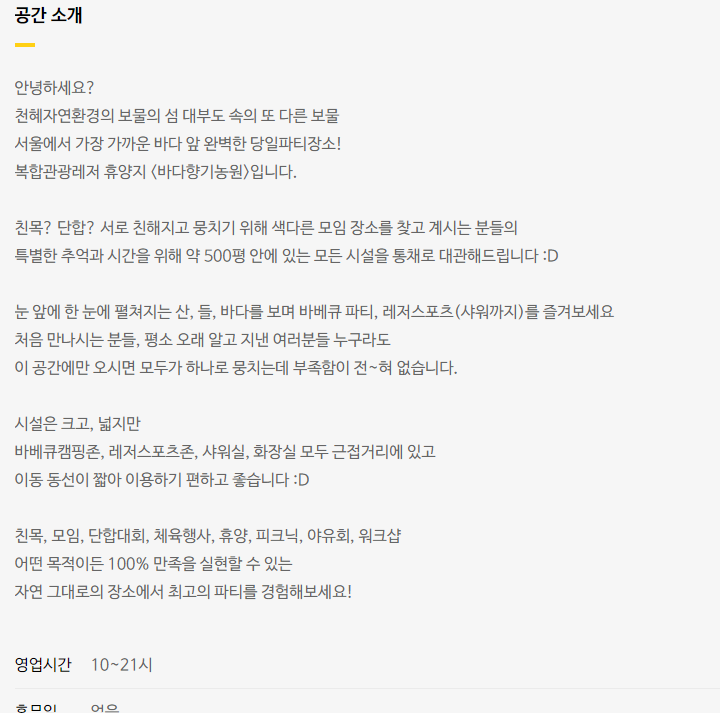 공간 소개
안녕하세요?
천혜자연환경의 보물의 섬 대부도 속의 또 다른 보물
서울에서 가장 가까운 바다 앞 완벽한 당일파티장소!
복합관광레저 휴양지 <바다향기농원>입니다.
친목? 단합? 서로 친해지고 뭉치기 위해 색다른 모임 장소를 찾고 계시는 분들의
특별한 추억과 시간을 위해 약 500평 안에 있는 모든 시설을 통채로 대관해드립니다 :D
눈 앞에 한 눈에 펼쳐지는 산, 들, 바다를 보며 바베큐 파티, 레저스포츠(샤워까지)를 즐겨보세요
처음 만나시는 분들, 평소 오래 알고 지낸 여러분들 누구라도
이 공간에만 오시면 모두가 하나로 뭉치는데 부족함이 전~혀 없습니다.
시설은 크고, 넓지만
바베큐캠핑존, 레저스포츠존, 샤워실, 화장실 모두 근접거리에 있고
이동 동선이 짧아 이용하기 편하고 좋습니다 :D
친목, 모임, 단합대회, 체육행사, 휴양, 피크닉, 야유회, 워크샵
어떤 목적이든 100% 만족을 실현할 수 있는
자연 그대로의 장소에서 최고의 파티를 경험해보세요!
영업시간 10~21시
휴무일 없음